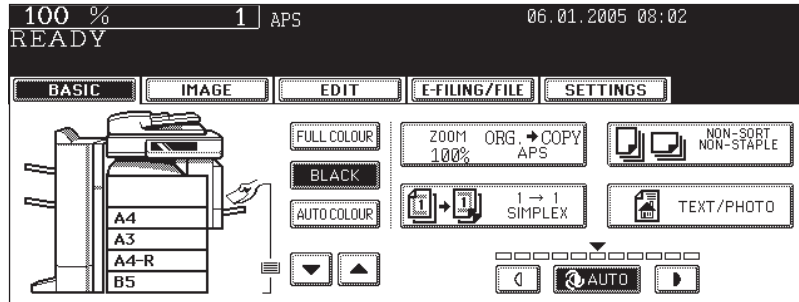 100 % 1 APS 06.01.2005 08:02
READY
BASIC IMAGE EDIT E-FILING/FILE SETTINGS
FULL COLOUR
BLACK
AUTO COLOUR
ZOOM ORG. → COPY
100% APS
NON-SORT
NON-STAPLE
1 1
1 → 1
SIMPLEX
TEXT/PHOTO
A4
A3
A4-R
B5
AUTO